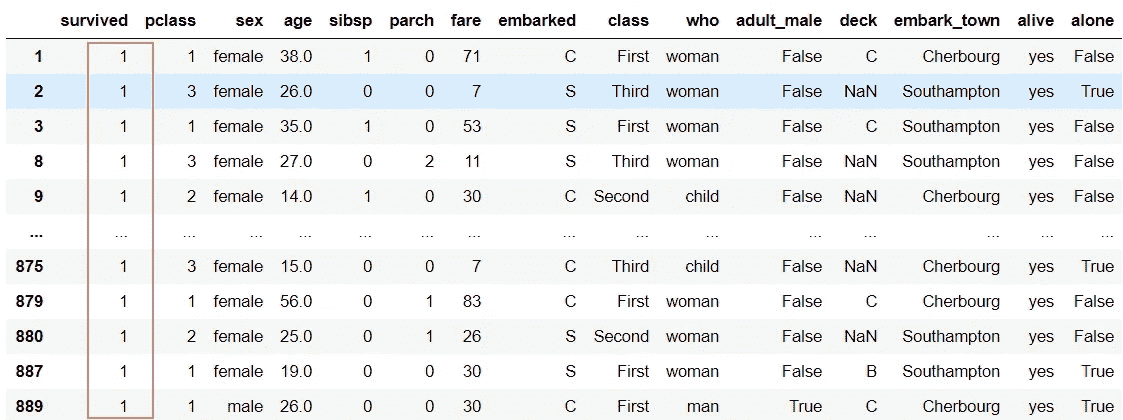 survived pclass sex age sibsp parch fare embarked class who adult_male deck embark_town alive alone
1 1 1 female 38.0 1 0 71 C First woman False C Cherbourg yes False
2 1 3 female 26.0 0 0 7 S Third woman False NaN Southampton yes True
3 1 1 female 35.0 1 0 53 S First woman False C Southampton yes False
8 1 3 female 27.0 0 2 11 S Third woman False NaN Southampton yes False
9 1 2 female 14.0 1 0 30 C Second child False NaN Cherbourg yes False
... ... ... ... ... ... ... ... ... ... ... ... ... ... ... ...
875 1 3 female 15.0 0 0 7 C Third child False NaN Cherbourg yes True
879 1 1 female 56.0 0 1 83 C First woman False C Cherbourg yes False
880 1 2 female 25.0 0 1 26 S Second woman False NaN Southampton yes False
887 1 1 female 19.0 0 0 30 S First woman False B Southampton yes True
889 1 1 male 26.0 0 0 30 C First man True C Cherbourg yes True